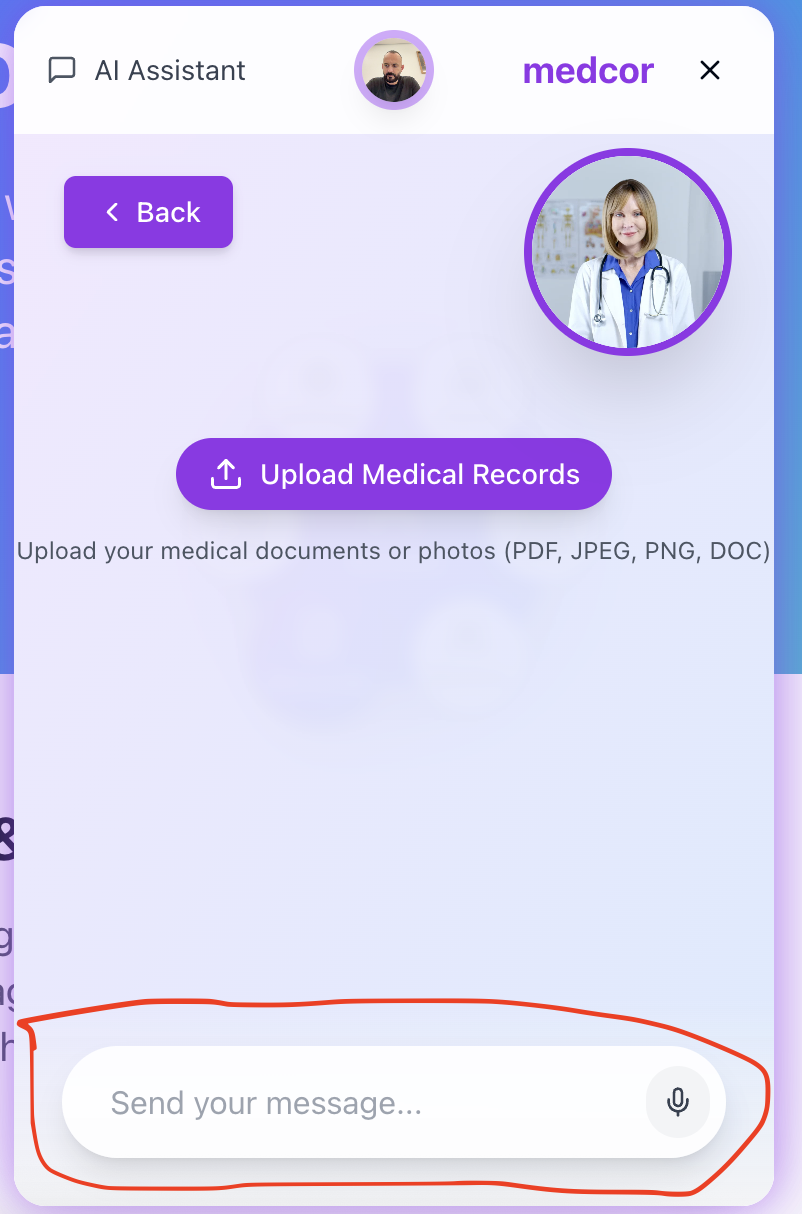 AI Assistant
medcor
Back
Upload Medical Records
Upload your medical documents or photos (PDF, JPEG, PNG, DOC)
&
Send your message...